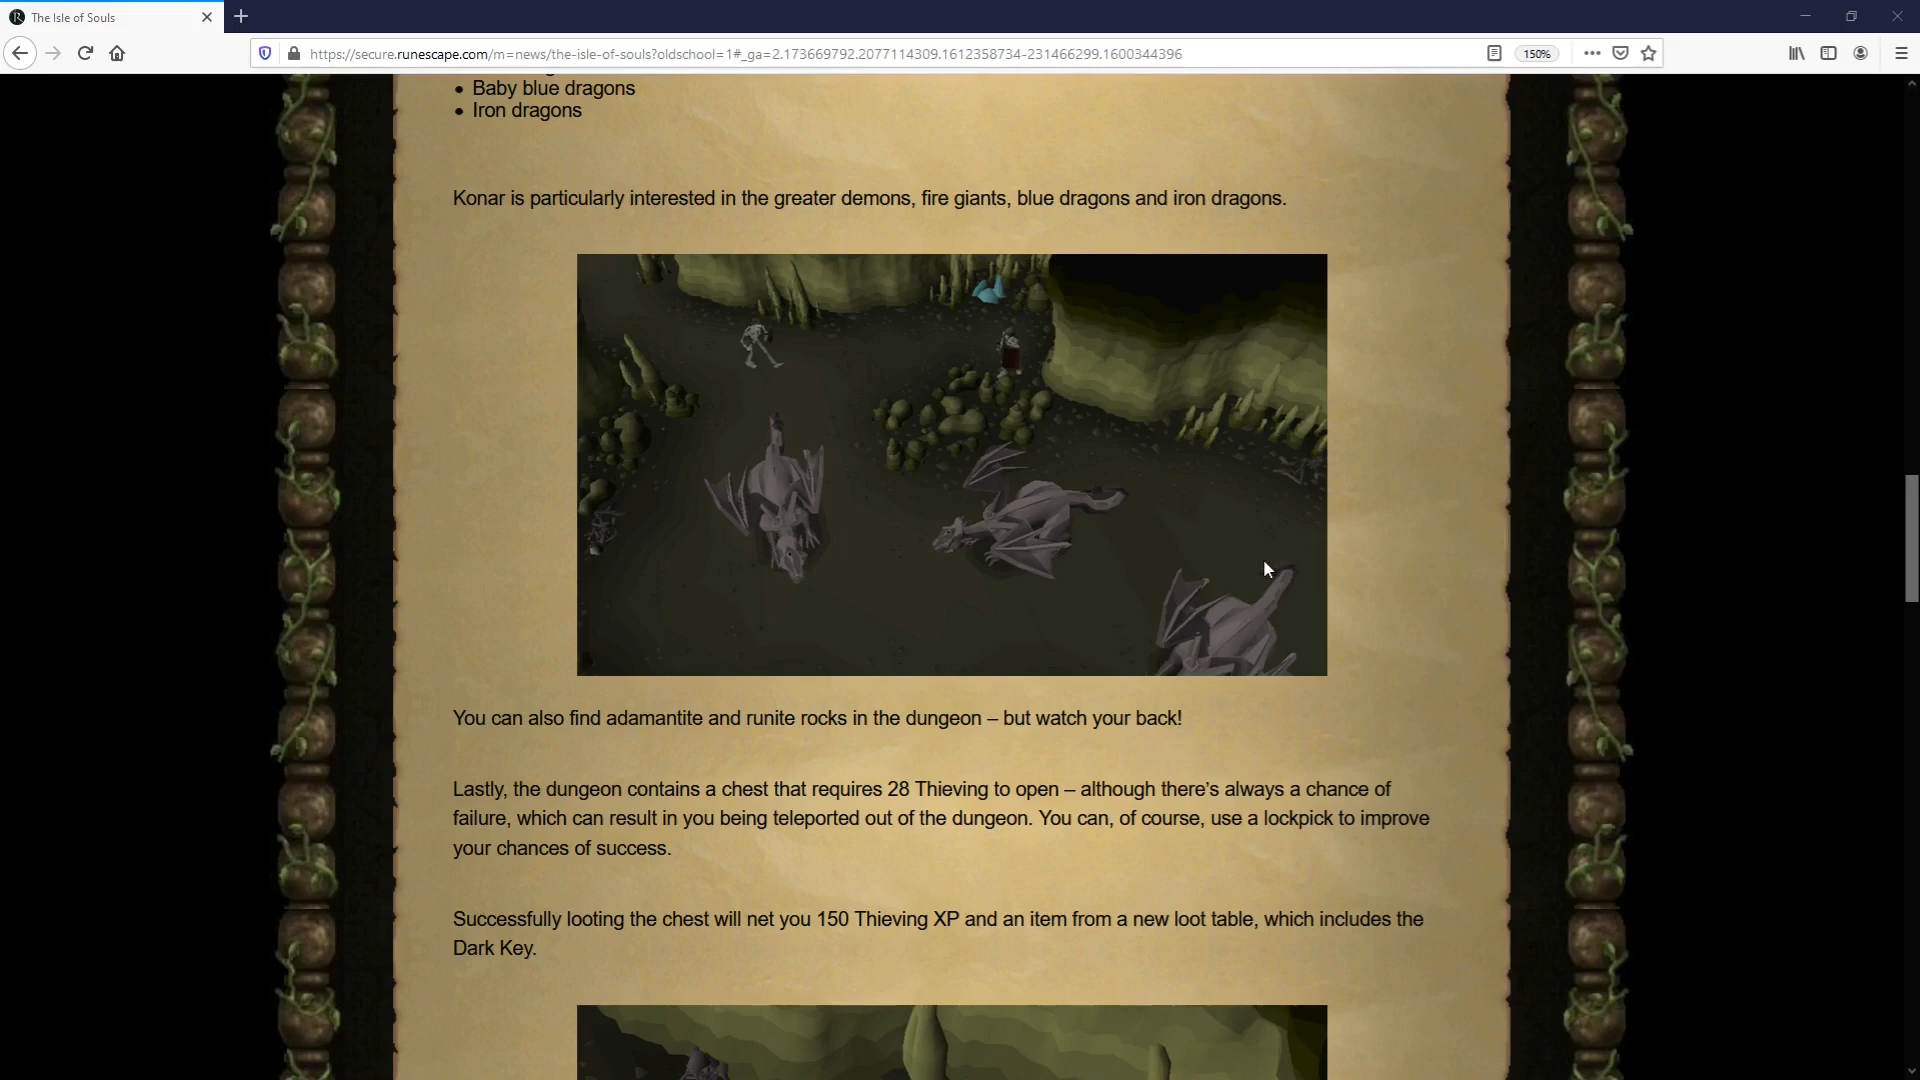 The Isle of Souls
https://secure.runescape.com/m=news/the-isle-of-souls?oldschool=1#_ga=2.173669792.2077114309.1612358734-231466299.1600344396
150%
Baby blue dragons
Iron dragons
Konar is particularly interested in the greater demons, fire giants, blue dragons and iron dragons.
You can also find adamantite and runite rocks in the dungeon – but watch your back!
Lastly, the dungeon contains a chest that requires 28 Thieving to open – although there's always a chance of
failure, which can result in you being teleported out of the dungeon. You can, of course, use a lockpick to improve
your chances of success.
Successfully looting the chest will net you 150 Thieving XP and an item from a new loot table, which includes the
Dark Key.